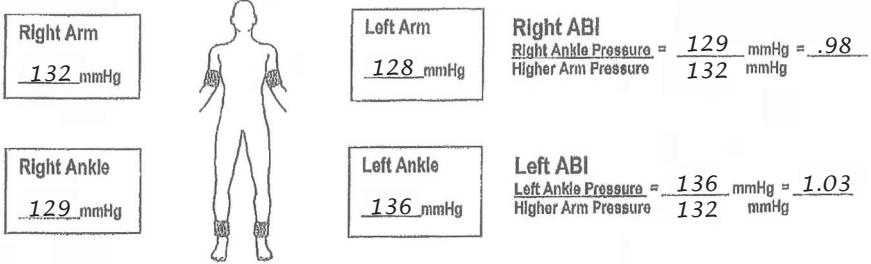 Right Arm
132 mmHg
Left Arm
128 mmHg
Right ABI
Right Ankle Pressure = 129 mmHg = .98
Higher Arm Pressure 132 mmHg
Right Ankle
129 mmHg
Left Ankle
136 mmHg
Left ABI
Left Ankle Pressure = 136 mmHg = 1.03
Higher Arm Pressure 132 mmHg